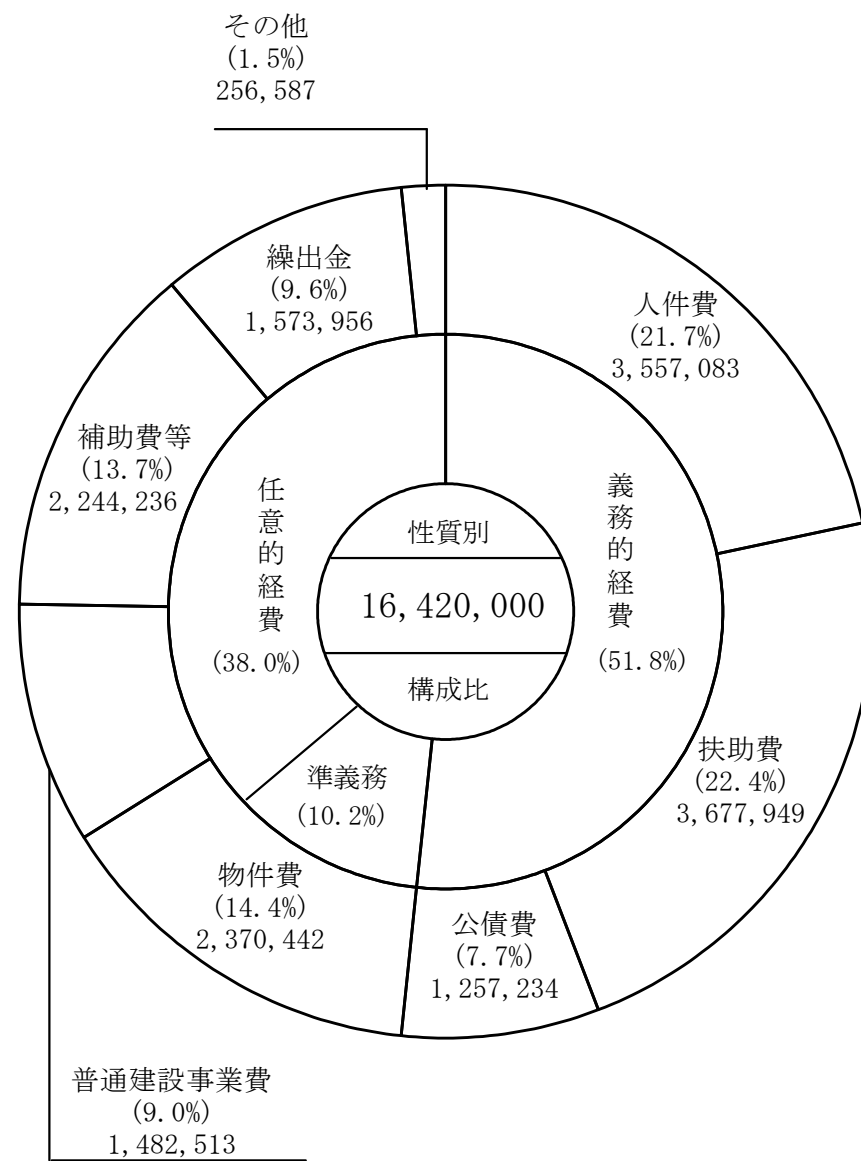 その他
(1.5%)
256,587
繰出金
(9.6%)
1,573,956
人件費
(21.7%)
3,557,083
補助費等
(13.7%)
2,244,236
任意的経費
(38.0%)
義務的経費
(51.8%)
性質別
16,420,000
構成比
準義務
(10.2%)
扶助費
(22.4%)
3,677,949
物件費
(14.4%)
2,370,442
公債費
(7.7%)
1,257,234
普通建設事業費
(9.0%)
1,482,513